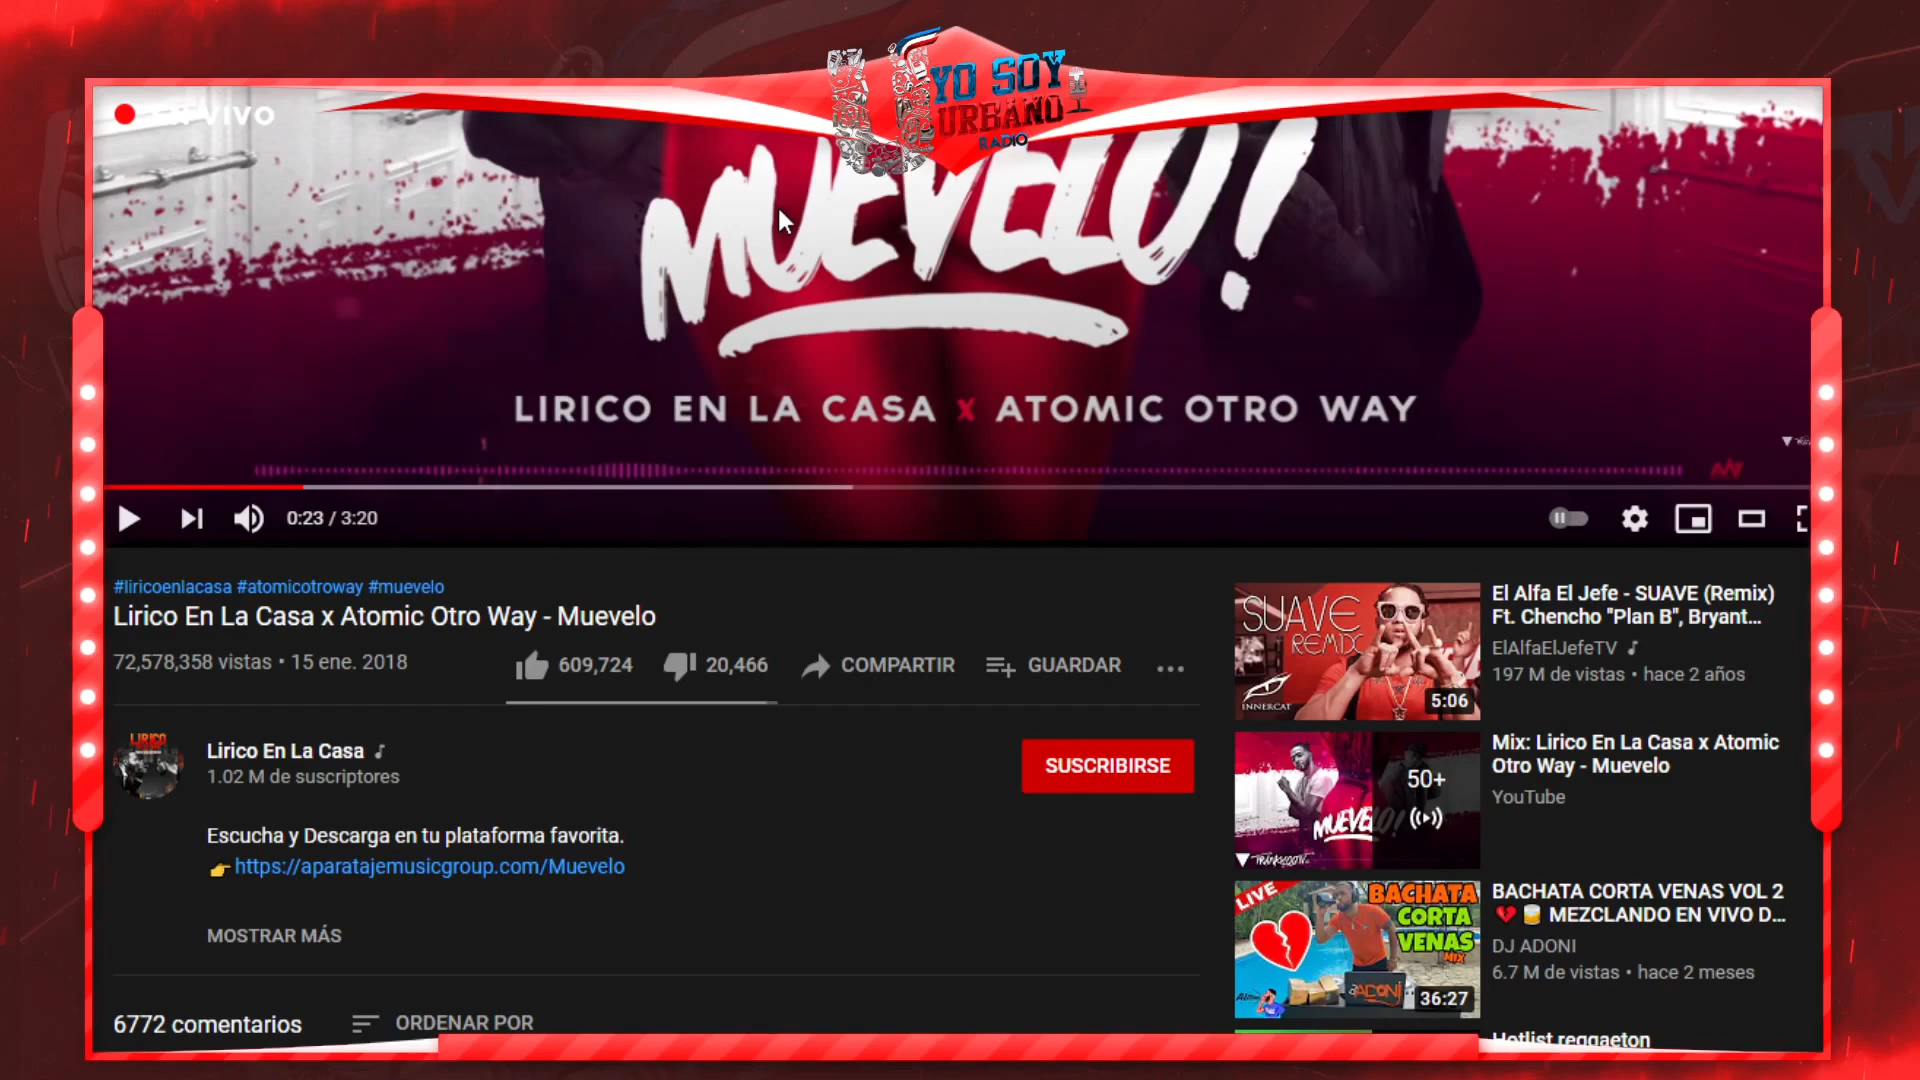 YO SOY
URBANO
RADIO
EN VIVO
MUEVELO!
LIRICO EN LA CASA x ATOMIC OTRO WAY
0:23 / 3:20
#liricoenlacasa #atomicotroway #muevelo
Lirico En La Casa x Atomic Otro Way - Muevelo
72,578,358 vistas • 15 ene. 2018
609,724
20,466
COMPARTIR
GUARDAR
Lirico En La Casa
1.02 M de suscriptores
SUSCRIBIRSE
Escucha y Descarga en tu plataforma favorita.
👉 https://aparatajemusicgroup.com/Muevelo
MOSTRAR MÁS
6772 comentarios
ORDENAR POR
SUAVE
REMIX
INNERCAT
5:06
El Alfa El Jefe - SUAVE (Remix)
Ft. Chencho "Plan B", Bryant...
ElAlfaElJefeTV
197 M de vistas • hace 2 años
50+
MUEVELO!
Mix: Lirico En La Casa x Atomic
Otro Way - Muevelo
YouTube
LIVE
BACHATA
CORTA
VENAS
MIX
ADONI
36:27
BACHATA CORTA VENAS VOL 2
💔 🥃 MEZCLANDO EN VIVO D...
DJ ADONI
6.7 M de vistas • hace 2 meses
Hotlist reggaeton